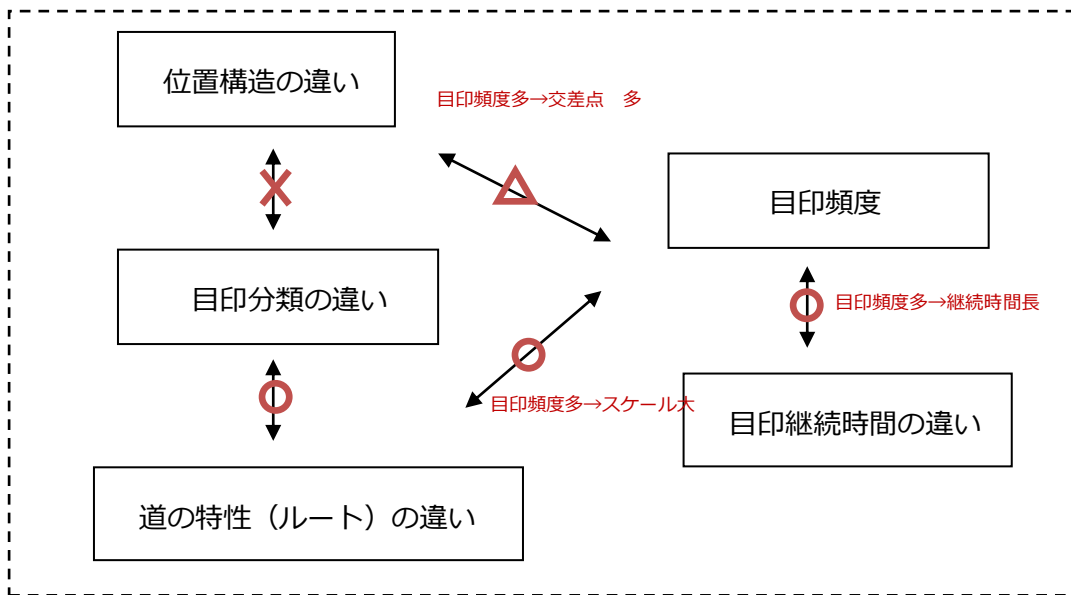 位置構造の違い
目印頻度多→交差点　多
目印頻度
目印分類の違い
目印頻度多→継続時間長
目印頻度多→スケール大
目印継続時間の違い
道の特性（ルート）の違い